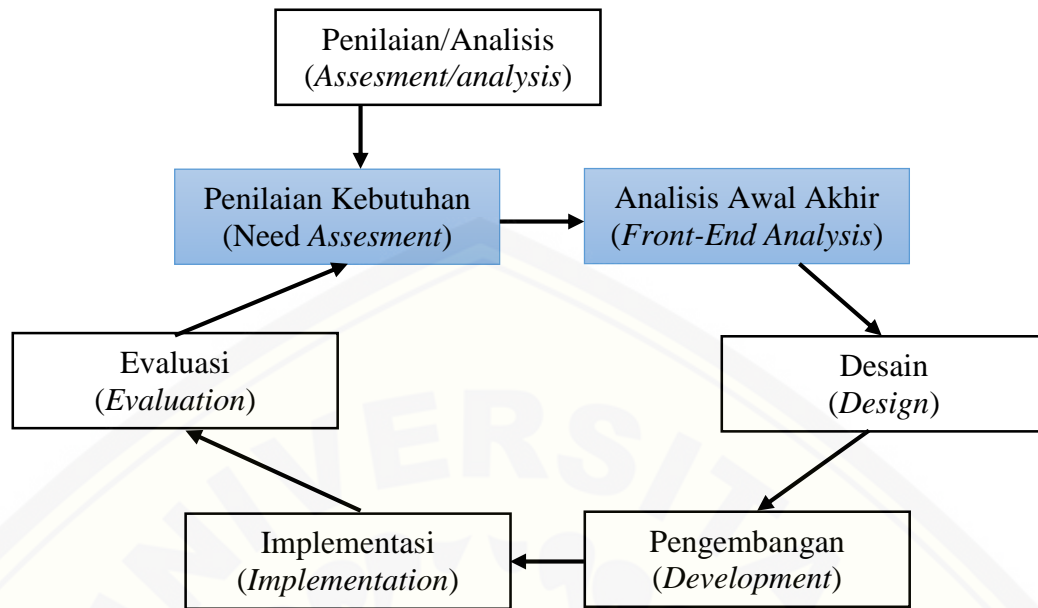 Penilaian/Analisis
(Assesment/analysis)
Penilaian Kebutuhan
(Need Assesment)
Analisis Awal Akhir
(Front-End Analysis)
Evaluasi
(Evaluation)
Desain
(Design)
Implementasi
(Implementation)
Pengembangan
(Development)
UNIVERSIT